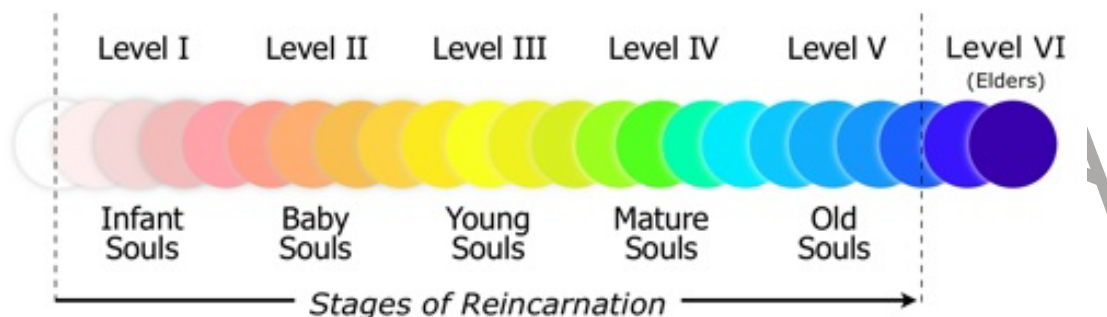 Level I Level II Level III Level IV Level V Level VI
(Elders)
Infant Baby Young Mature Old
Souls Souls Souls Souls Souls
Stages of Reincarnation